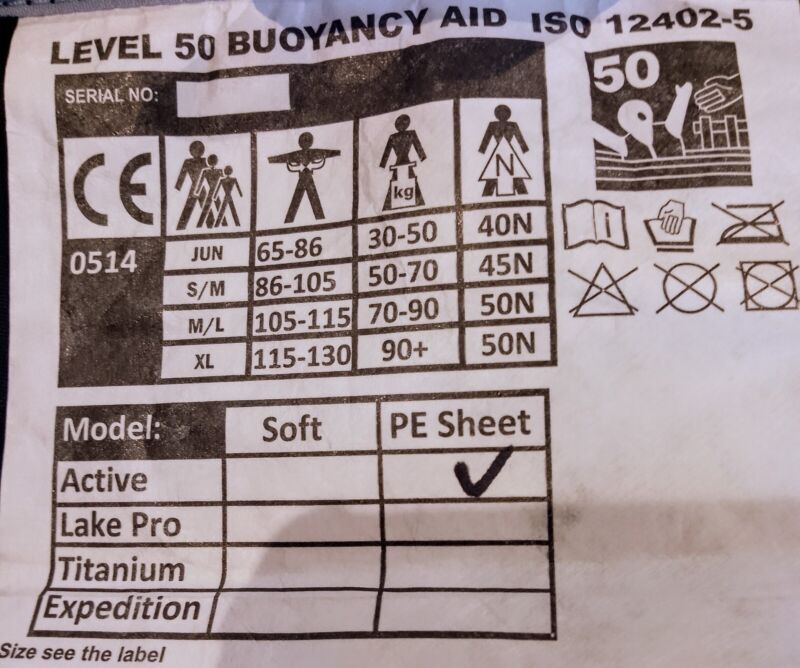 LEVEL 50 BUOYANCY AID ISO 12402-5
SERIAL NO:
50
CE
kg
N
i
0514
JUN 65-86 30-50 40N
S/M 86-105 50-70 45N
M/L 105-115 70-90 50N
XL 115-130 90+ 50N
Model: Soft PE Sheet
Active ✓
Lake Pro
Titanium
Expedition
Size see the label